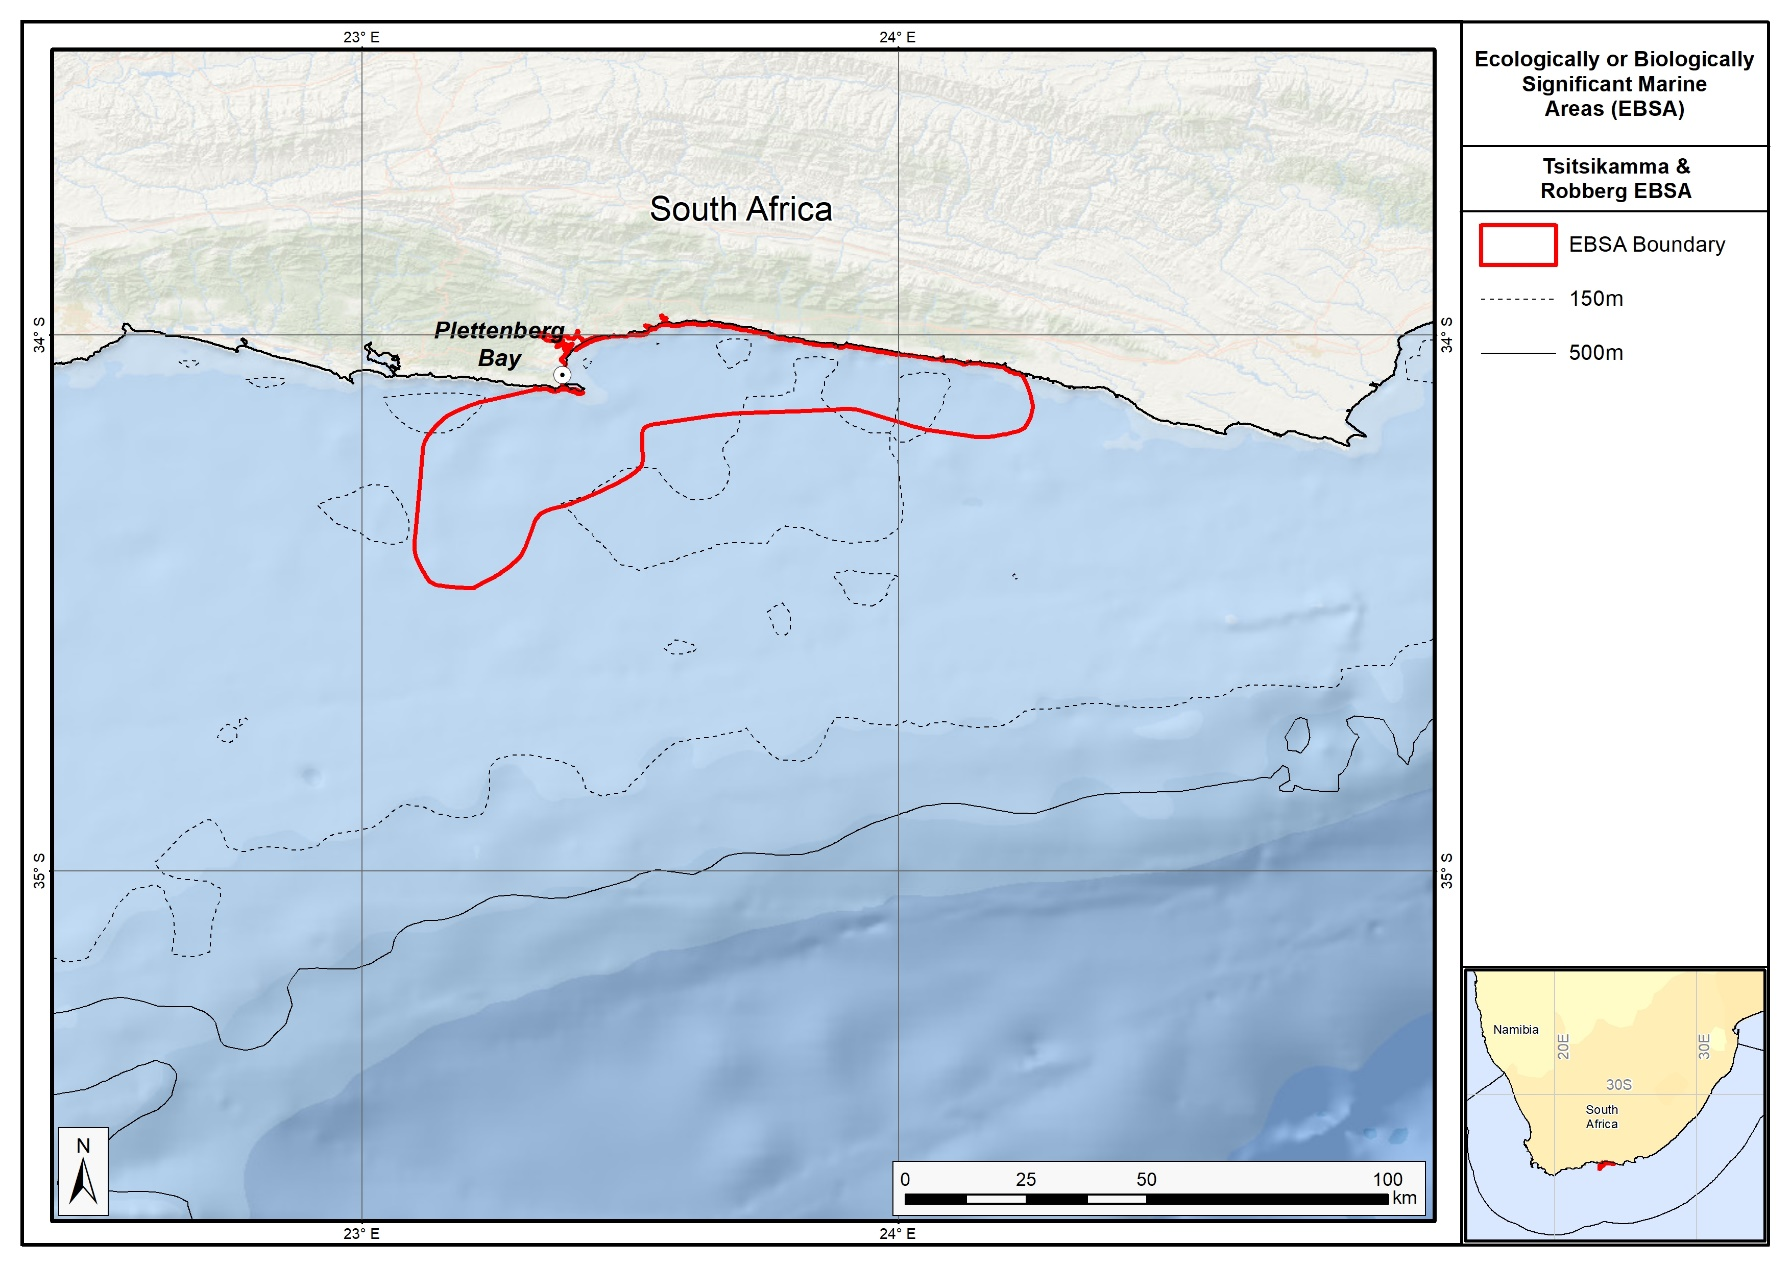 23° E
24° E
Ecologically or Biologically
Significant Marine
Areas (EBSA)
Tsitsikamma &
Robberg EBSA
EBSA Boundary
150m
500m
South Africa
Plettenberg
Bay
34° S
34° S
35° S
35° S
N
0
25
50
100
km
23° E
24° E
Namibia
20E
30E
30S
South
Africa